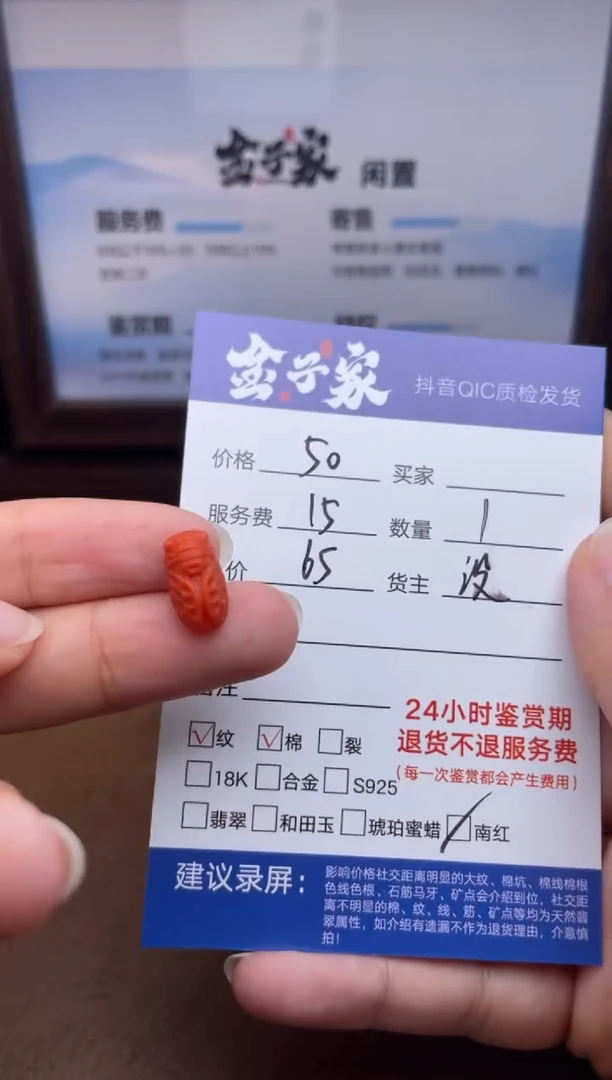 金子家 闲置
服务费 寄售
金子家 抖音QIC质检发货
价格 50 买家
服务费 15 数量 1
价 65 货主 没
备注
24小时鉴赏期
退货不退服务费
(每一次鉴赏都会产生费用)
纹 棉 裂
18K 合金 S925
翡翠 和田玉 琥珀蜜蜡 南红
建议录屏:
影响价格社交距离明显的大纹、棉坑、棉线棉根
色线色根、石筋马牙、矿点会介绍到位,社交距
离不明显的棉、纹、线、筋、矿点等均为天然翡
翠属性,如介绍有遗漏不作为退货理由,介意慎
拍!